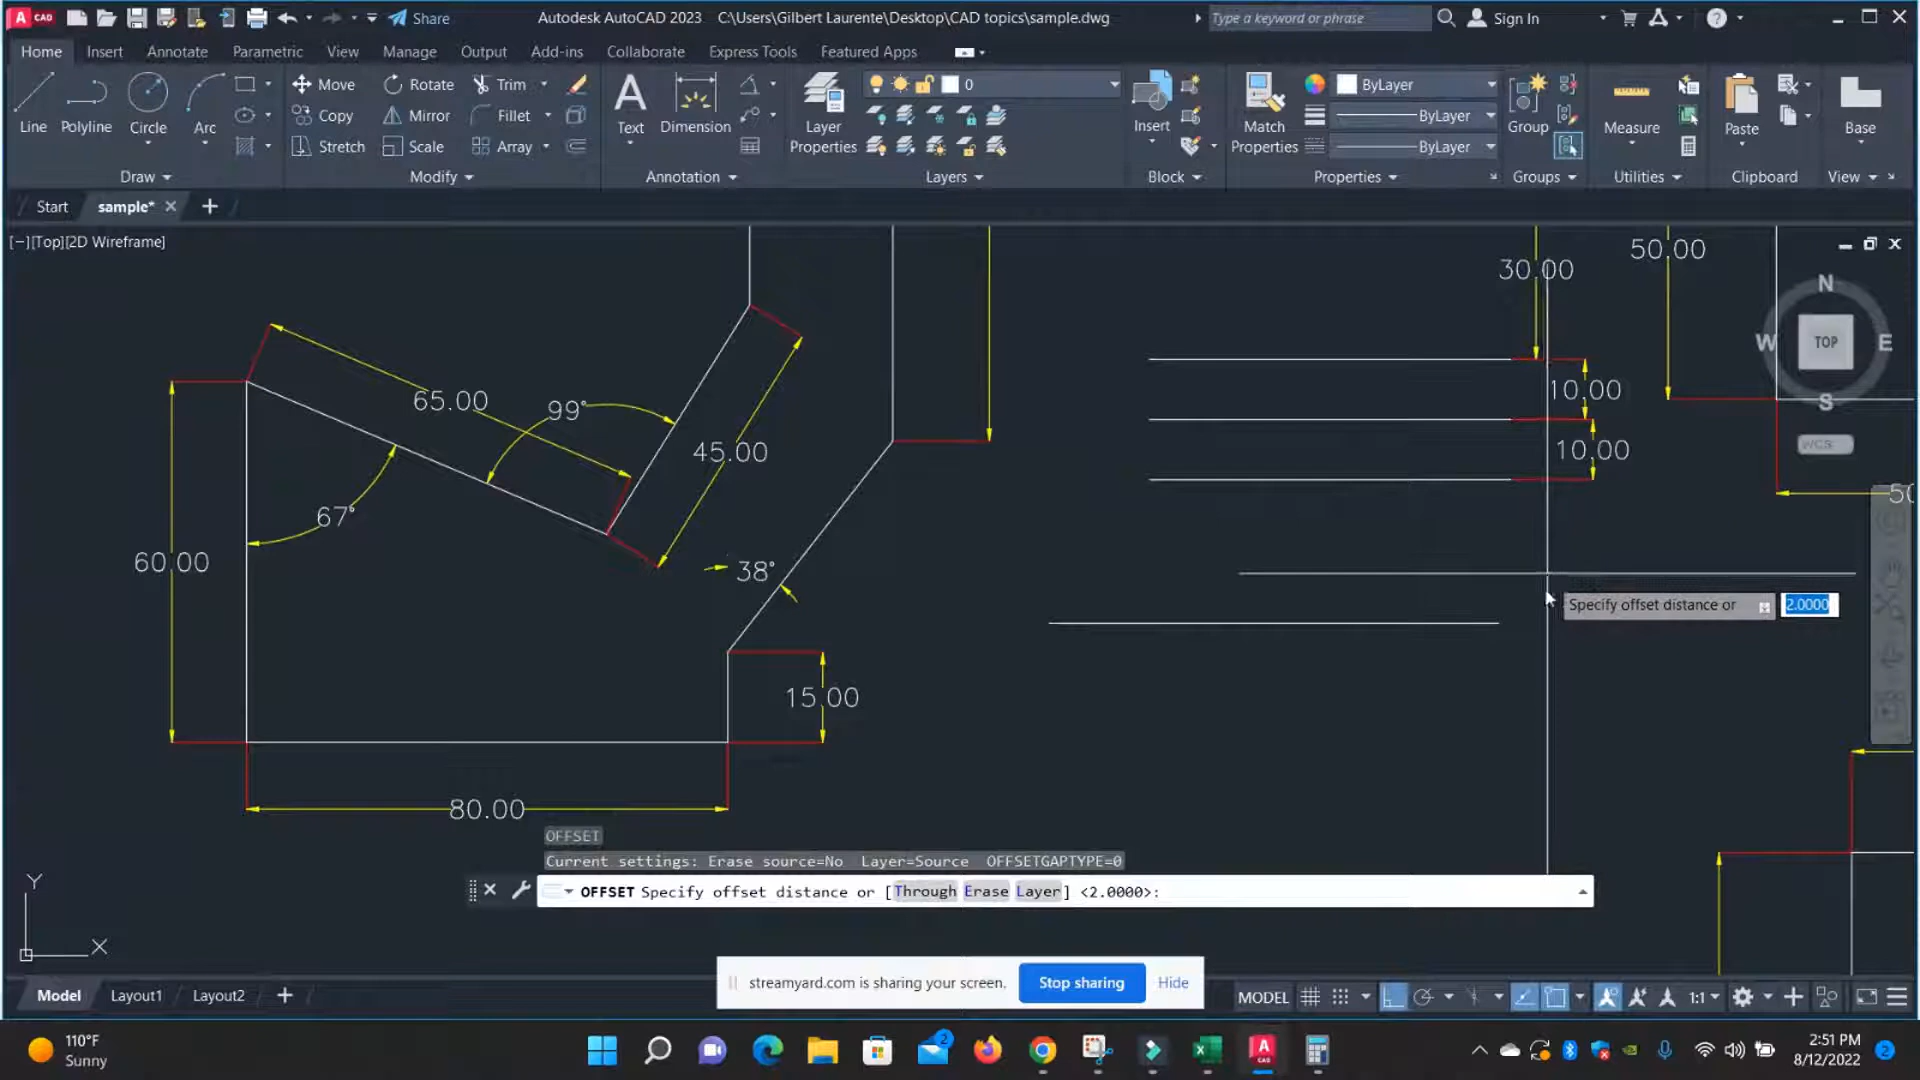 A CAD Share Autodesk AutoCAD 2023 C:\Users\Gilbert Laurente\Desktop\CAD topics\sample.dwg Type a keyword or phrase Sign In
Home Insert Annotate Parametric View Manage Output Add-ins Collaborate Express Tools Featured Apps
Move Rotate Trim 0 ByLayer
Copy Mirror Fillet ByLayer
Line Polyline Circle Arc Text Dimension Layer Properties Insert Match Properties Group Measure Paste Base
Stretch Scale Array ByLayer
Draw Modify Annotation Layers Block Properties Groups Utilities Clipboard View
Start sample*
[−][Top][2D Wireframe]
30.00
50.00
N
W TOP E
S
WCS
65.00
99°
45.00
10.00
10.00
50
67°
60.00
38°
Specify offset distance or 2.0000
15.00
80.00
OFFSET
Current settings: Erase source=No Layer=Source OFFSETGAPTYPE=0
OFFSET Specify offset distance or [Through Erase Layer] <2.0000>:
Y
X
streamyard.com is sharing your screen. Stop sharing Hide
Model Layout1 Layout2 MODEL 1:1
110°F
Sunny
2
A
CAD
2:51 PM
8/12/2022
2